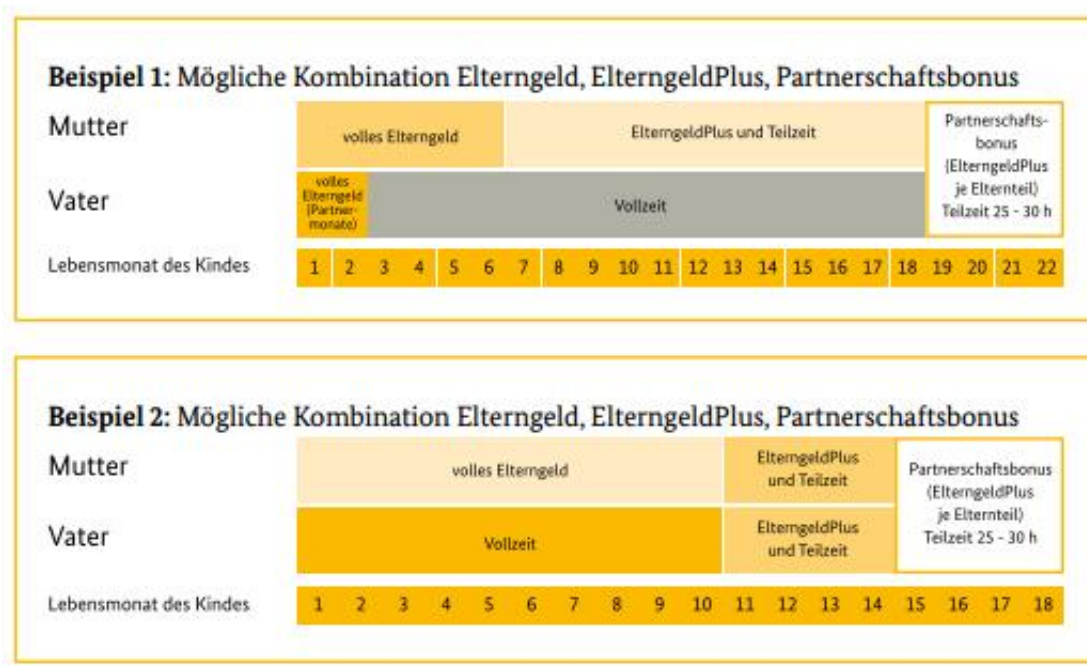 Beispiel 1: Mögliche Kombination Elterngeld, ElterngeldPlus, Partnerschaftsbonus
Mutter
volles Elterngeld
ElterngeldPlus und Teilzeit
Partnerschafts-
bonus
(ElterngeldPlus
je Elternteil)
Teilzeit 25 - 30 h
Vater
volles
Elterngeld
(Partner-
monate)
Vollzeit
Lebensmonat des Kindes
1 2 3 4 5 6 7 8 9 10 11 12 13 14 15 16 17 18 19 20 21 22
Beispiel 2: Mögliche Kombination Elterngeld, ElterngeldPlus, Partnerschaftsbonus
Mutter
volles Elterngeld
ElterngeldPlus
und Teilzeit
Partnerschaftsbonus
(ElterngeldPlus
je Elternteil)
Teilzeit 25 - 30 h
Vater
Vollzeit
ElterngeldPlus
und Teilzeit
Lebensmonat des Kindes
1 2 3 4 5 6 7 8 9 10 11 12 13 14 15 16 17 18